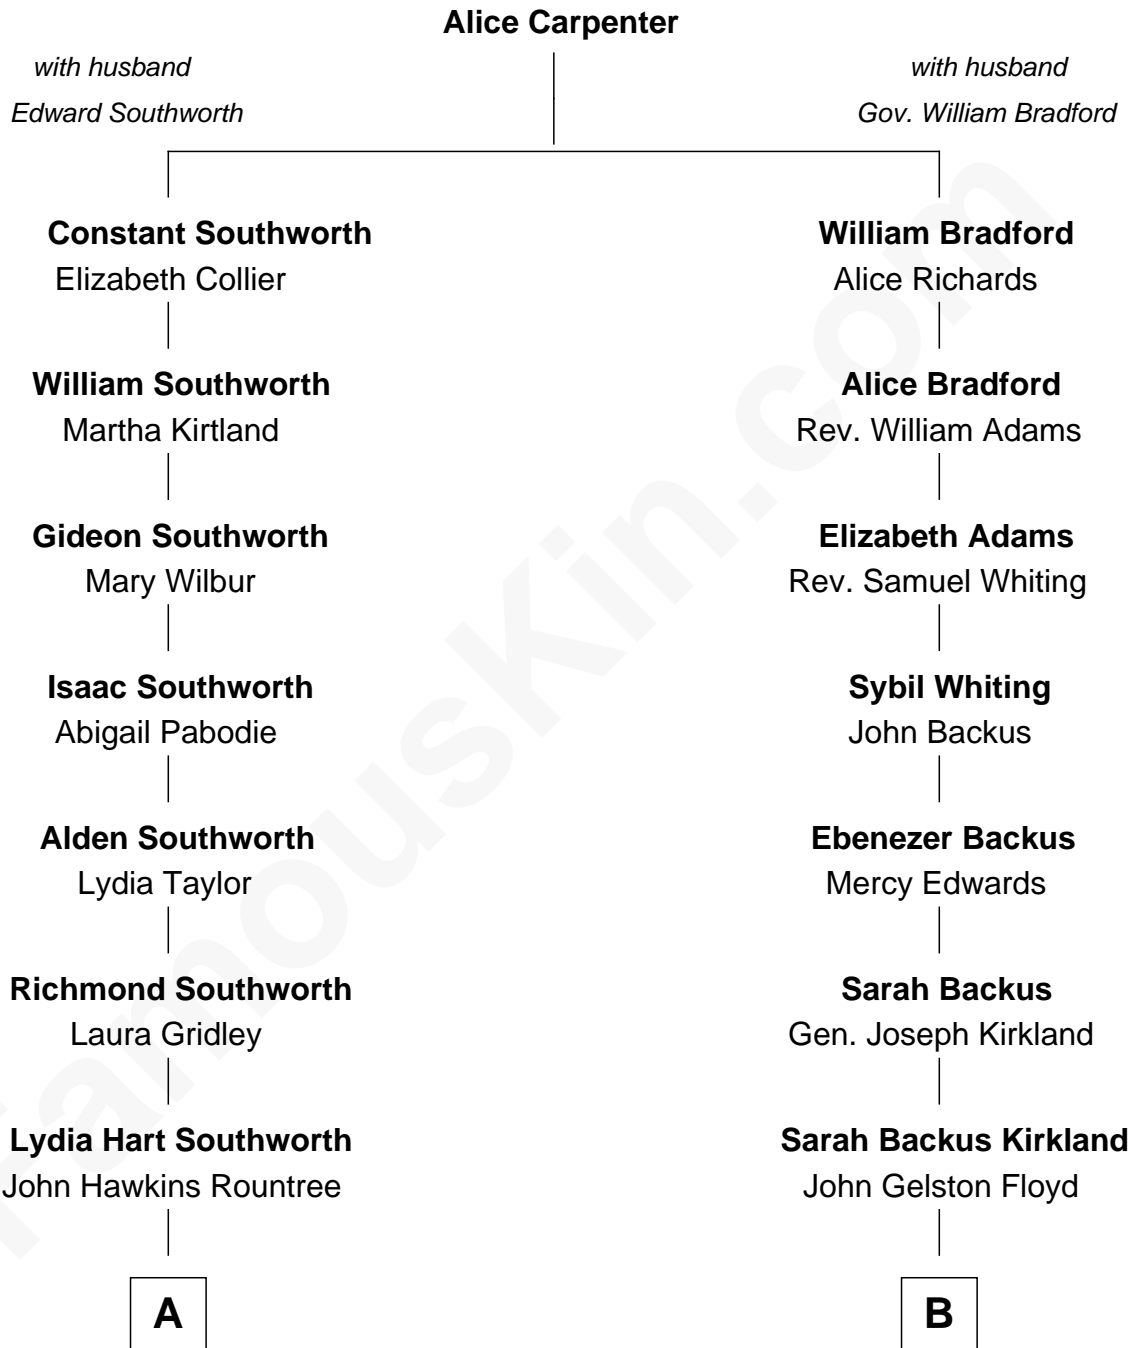 Alice Carpenter
with husband
Edward Southworth
with husband
Gov. William Bradford
Constant Southworth
Elizabeth Collier
William Bradford
Alice Richards
William Southworth
Martha Kirtland
Alice Bradford
Rev. William Adams
Gideon Southworth
Mary Wilbur
Elizabeth Adams
Rev. Samuel Whiting
Isaac Southworth
Abigail Pabodie
Sybil Whiting
John Backus
Alden Southworth
Lydia Taylor
Ebenezer Backus
Mercy Edwards
Richmond Southworth
Laura Gridley
Sarah Backus
Gen. Joseph Kirkland
Lydia Hart Southworth
John Hawkins Rountree
Sarah Backus Kirkland
John Gelston Floyd
A
B
FamousKin.com